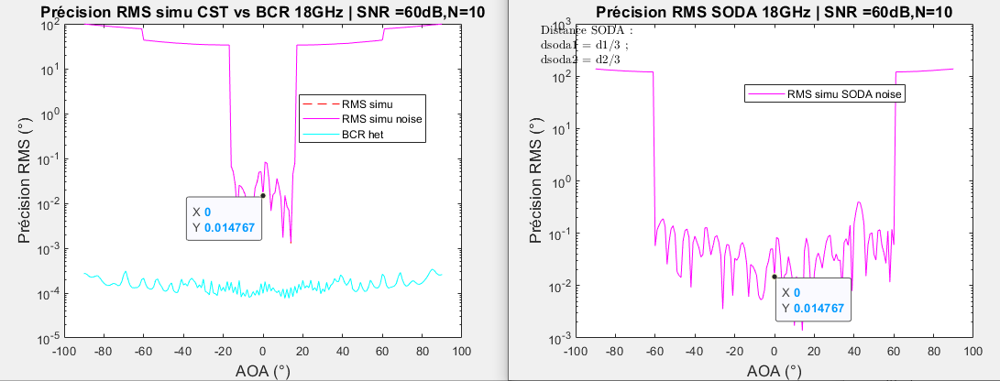 Précision RMS simu CST vs BCR 18GHz | SNR =60dB,N=10
10^2
10^1
10^0
10^-1
10^-2
10^-3
10^-4
10^-5
Précision RMS (°)
RMS simu
RMS simu noise
BCR het
X 0
Y 0.014767
-100 -80 -60 -40 -20 0 20 40 60 80 100
AOA (°)
Précision RMS SODA 18GHz | SNR =60dB,N=10
Distance SODA :
dsoda1 = d1/3 ;
dsoda2 = d2/3
10^3
10^2
10^1
10^0
10^-1
10^-2
10^-3
Précision RMS (°)
RMS simu SODA noise
X 0
Y 0.014767
-100 -80 -60 -40 -20 0 20 40 60 80 100
AOA (°)